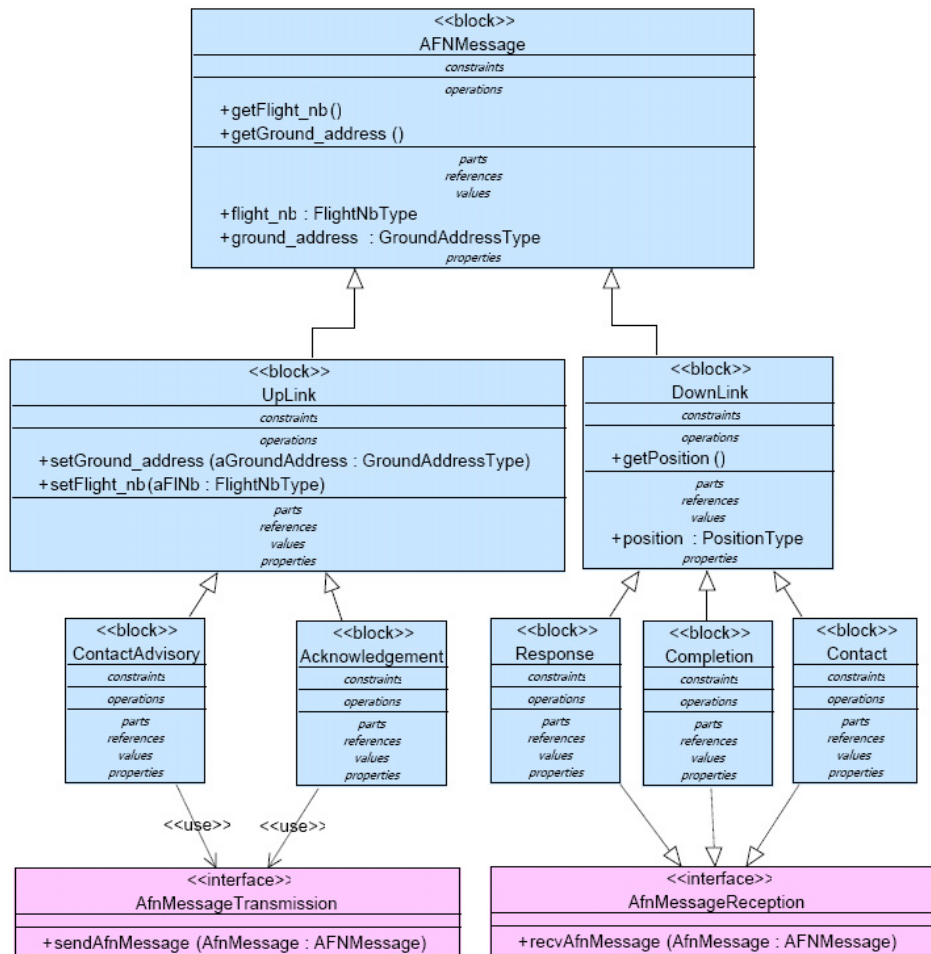 <<block>>
AFNMessage
constraints
operations
+getFlight_nb()
+getGround_address ()
parts
references
values
+flight_nb : FlightNbType
+ground_address : GroundAddressType
properties
<<block>>
UpLink
constraints
operations
+setGround_address (aGroundAddress : GroundAddressType)
+setFlight_nb(aFlNb : FlightNbType)
parts
references
values
properties
<<block>>
DownLink
constraints
operations
+getPosition ()
parts
references
values
+position : PositionType
properties
<<block>>
ContactAdvisory
constraints
operations
parts
references
values
properties
<<block>>
Acknowledgement
constraints
operations
parts
references
values
properties
<<block>>
Response
constraints
operations
parts
references
values
properties
<<block>>
Completion
constraints
operations
parts
references
values
properties
<<block>>
Contact
constraints
operations
parts
references
values
properties
<<use>>
<<use>>
<<interface>>
AfnMessageTransmission
+sendAfnMessage (AfnMessage : AFNMessage)
<<interface>>
AfnMessageReception
+recvAfnMessage (AfnMessage : AFNMessage)